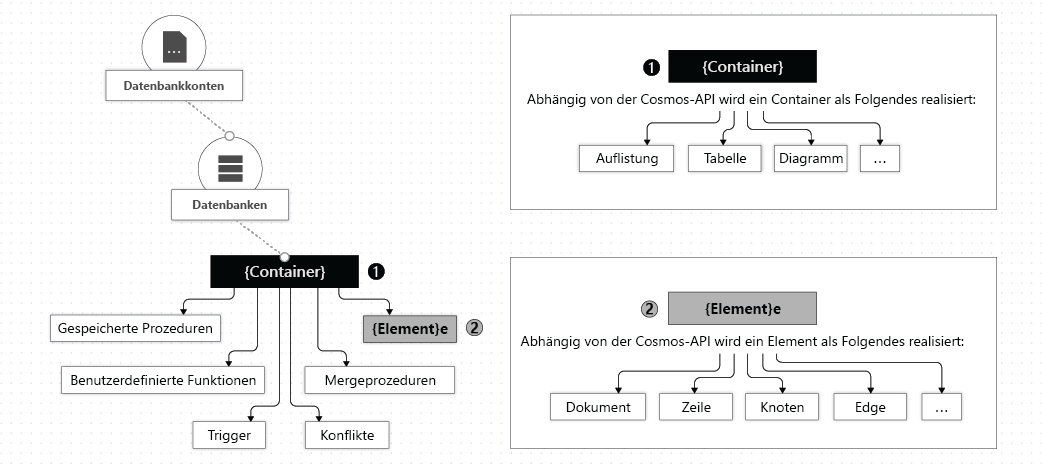 ...
Datenbankkonten
Datenbanken
{Container} 1
Gespeicherte Prozeduren
{Element}e 2
Benutzerdefinierte Funktionen
Mergeprozeduren
Trigger
Konflikte
1 {Container}
Abhängig von der Cosmos-API wird ein Container als Folgendes realisiert:
Auflistung
Tabelle
Diagramm
...
2 {Element}e
Abhängig von der Cosmos-API wird ein Element als Folgendes realisiert:
Dokument
Zeile
Knoten
Edge
...